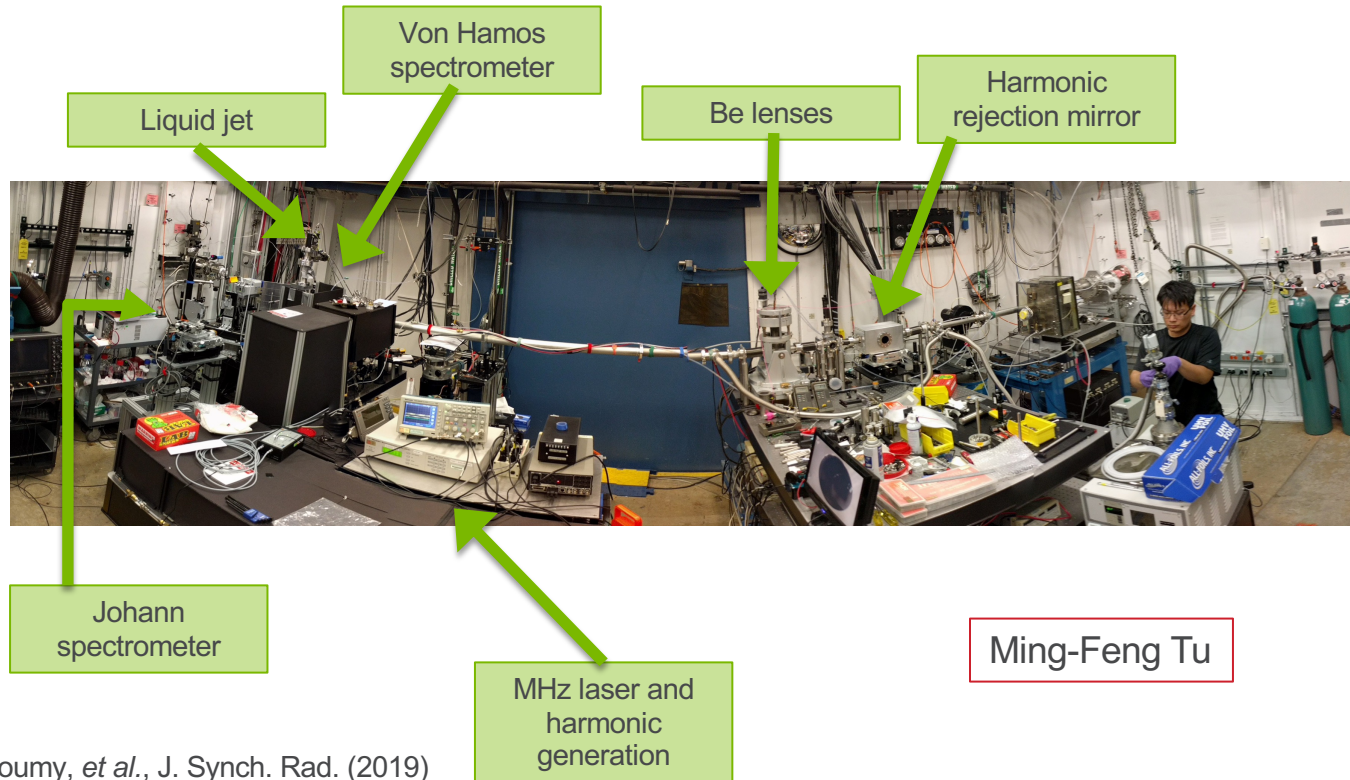 Von Hamos
spectrometer
Liquid jet
Be lenses
Harmonic
rejection mirror
Johann
spectrometer
MHz laser and
harmonic
generation
Ming-Feng Tu
oumy, et al., J. Synch. Rad. (2019)